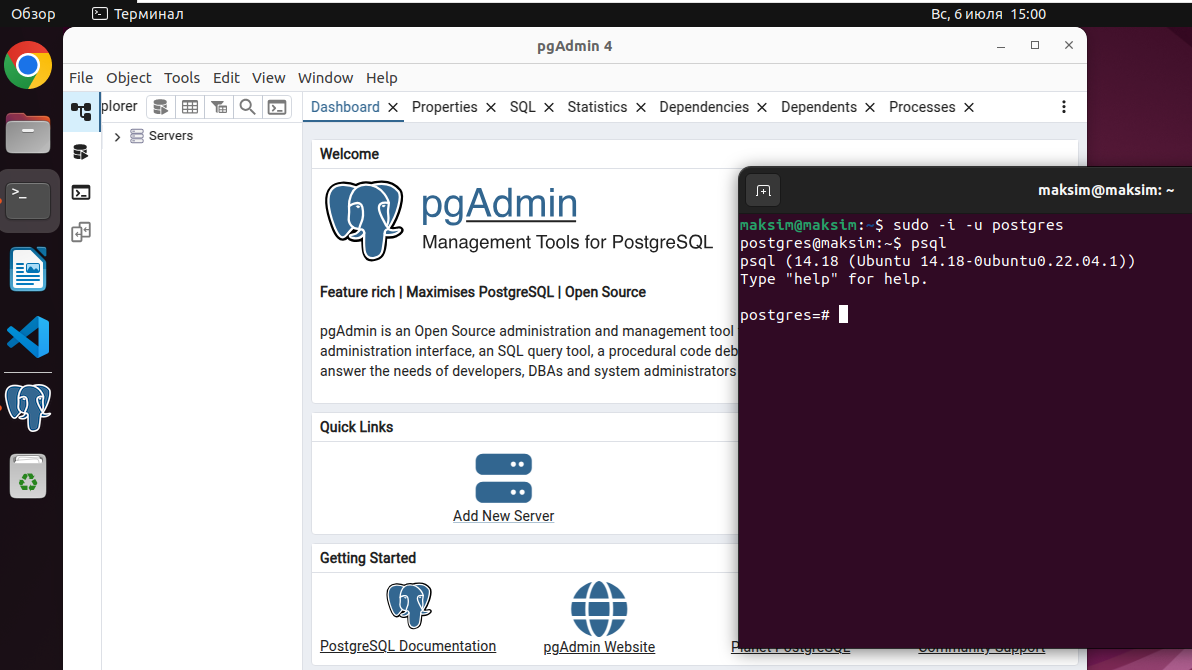 Обзор
Терминал
Вс, 6 июля 15:00
pgAdmin 4
File Object Tools Edit View Window Help
plorer
Dashboard
Properties
SQL
Statistics
Dependencies
Dependents
Processes
Servers
Welcome
pgAdmin
Management Tools for PostgreSQL
Feature rich | Maximises PostgreSQL | Open Source
pgAdmin is an Open Source administration and management tool
administration interface, an SQL query tool, a procedural code deb
answer the needs of developers, DBAs and system administrators
Quick Links
Add New Server
Getting Started
PostgreSQL Documentation
pgAdmin Website
Planet PostgreSQL
Community Support
maksim@maksim: ~
maksim@maksim:~$ sudo -i -u postgres
postgres@maksim:~$ psql
psql (14.18 (Ubuntu 14.18-0ubuntu0.22.04.1))
Type "help" for help.
postgres=#